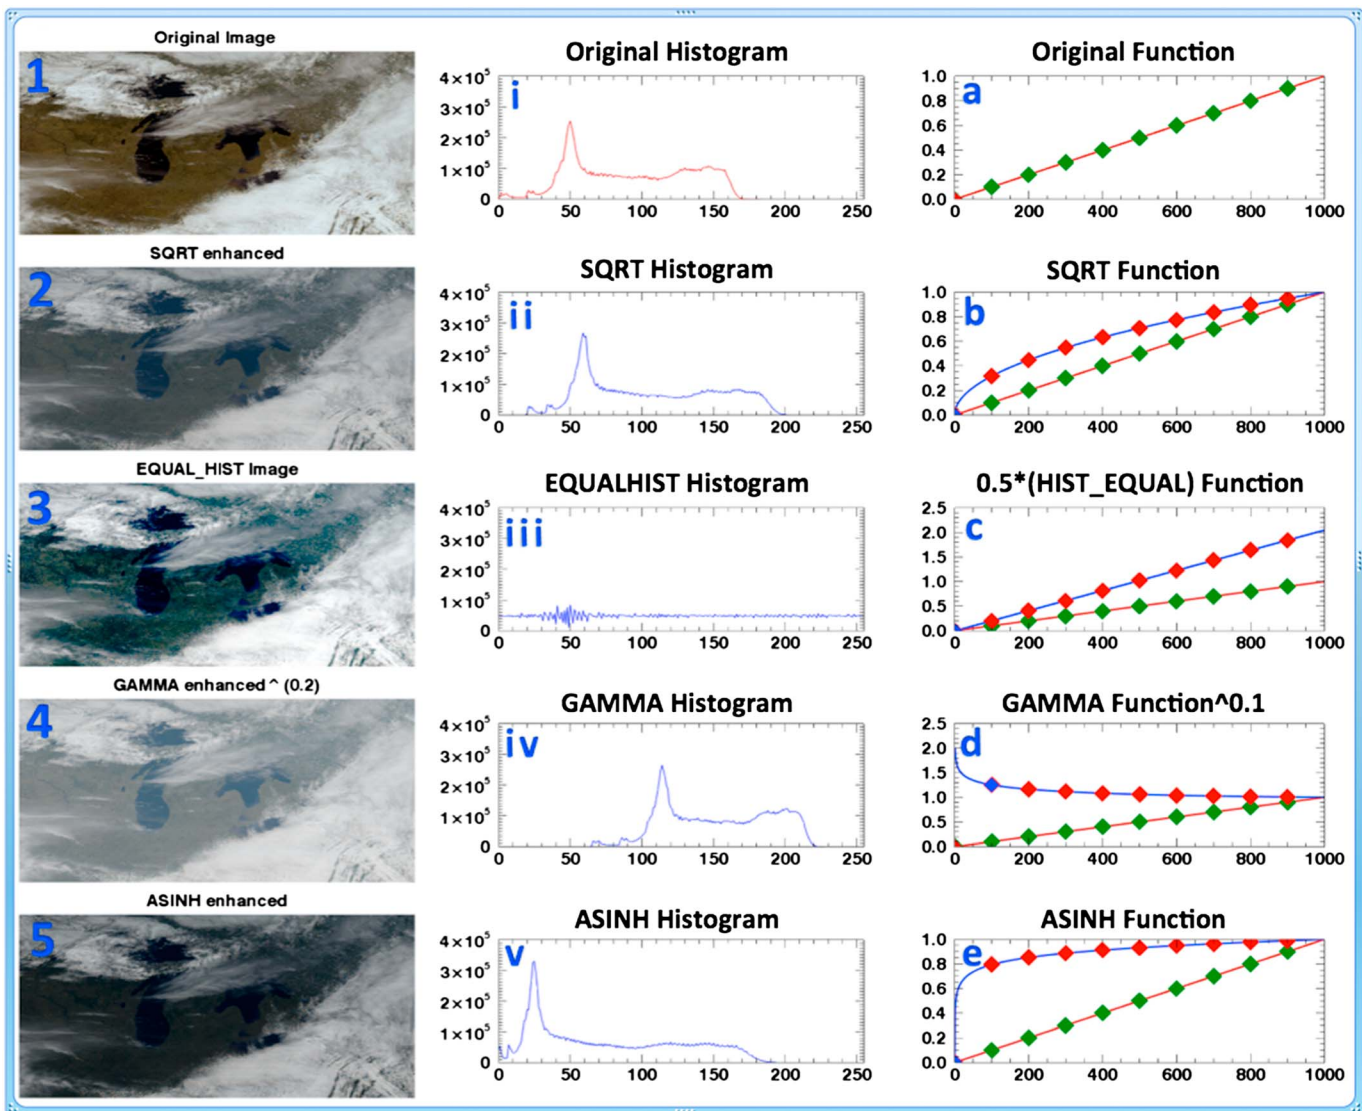 Original Image
1
Original Histogram
i
4×10⁵
3×10⁵
2×10⁵
1×10⁵
0
0 50 100 150 200 250
Original Function
a
1.0
0.8
0.6
0.4
0.2
0.0
0 200 400 600 800 1000
SQRT enhanced
2
SQRT Histogram
ii
4×10⁵
3×10⁵
2×10⁵
1×10⁵
0
0 50 100 150 200 250
SQRT Function
b
1.0
0.8
0.6
0.4
0.2
0.0
0 200 400 600 800 1000
EQUAL_HIST Image
3
EQUALHIST Histogram
iii
4×10⁵
3×10⁵
2×10⁵
1×10⁵
0
0 50 100 150 200 250
0.5*(HIST_EQUAL) Function
c
2.5
2.0
1.5
1.0
0.5
0.0
0 200 400 600 800 1000
GAMMA enhanced ^ (0.2)
4
GAMMA Histogram
iv
4×10⁵
3×10⁵
2×10⁵
1×10⁵
0
0 50 100 150 200 250
GAMMA Function^0.1
d
2.5
2.0
1.5
1.0
0.5
0.0
0 200 400 600 800 1000
ASINH enhanced
5
ASINH Histogram
v
4×10⁵
3×10⁵
2×10⁵
1×10⁵
0
0 50 100 150 200 250
ASINH Function
e
1.0
0.8
0.6
0.4
0.2
0.0
0 200 400 600 800 1000